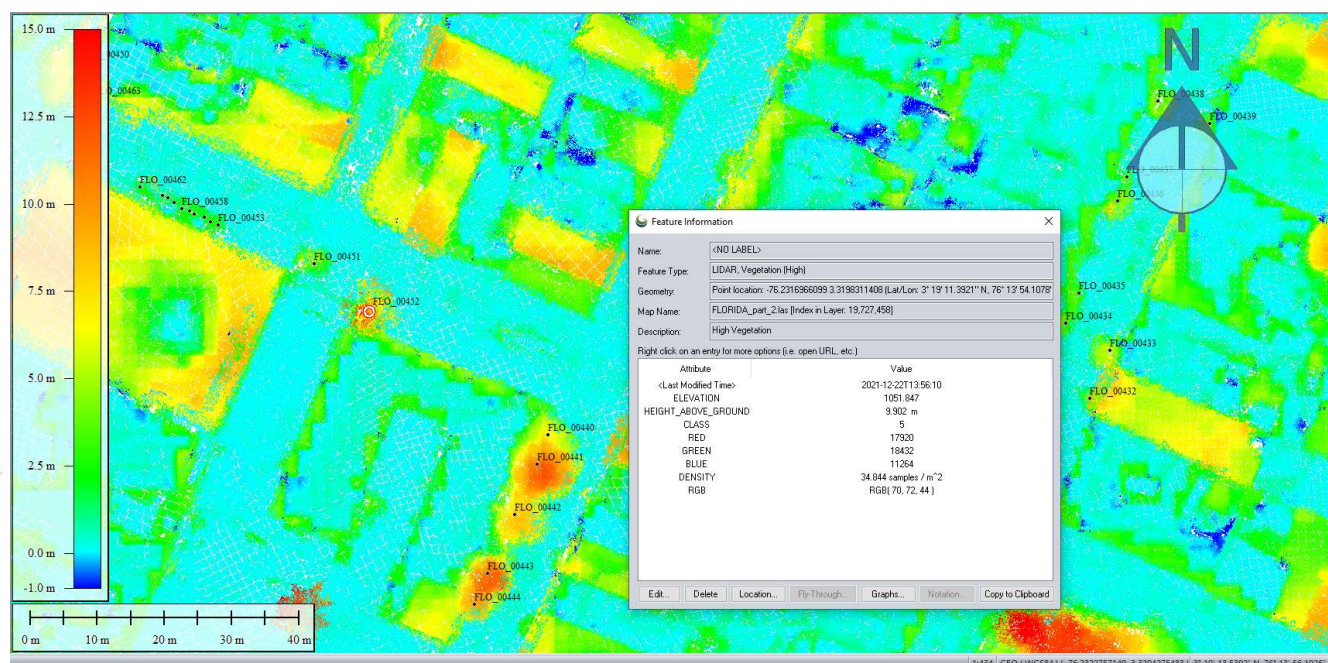 15.0 m
12.5 m
10.0 m
7.5 m
5.0 m
2.5 m
0.0 m
-1.0 m
0 m 10 m 20 m 30 m 40 m
00450
O_00463
FLO_00462
FLO_00458
FLO_00453
FLO_00451
FLO_00452
FLO_00440
FLO_00441
FLO_00442
FLO_00443
FLO_00444
N
FLO_00438
FLO_00439
FLO_00437
FLO_00436
FLO_00435
FLO_00434
FLO_00433
FLO_00432
Feature Information
Name: <NO LABEL>
Feature Type: LIDAR, Vegetation (High)
Geometry: Point location: -76.2316966099 3.3198311408 (Lat/Lon: 3° 19' 11.3921" N, 76° 13' 54.1078"
Map Name: FLORIDA_part_2.las [Index in Layer: 19,727,458]
Description: High Vegetation
Right click on an entry for more options (i.e. open URL, etc.)
Attribute Value
<Last Modified Time> 2021-12-22T13:56:10
ELEVATION 1051.847
HEIGHT_ABOVE_GROUND 9.902 m
CLASS 5
RED 17920
GREEN 18432
BLUE 11264
DENSITY 34.844 samples / m^2
RGB RGB( 70, 72, 44 )
Edit... Delete Location... Fly-Through... Graphs... Notation... Copy to Clipboard